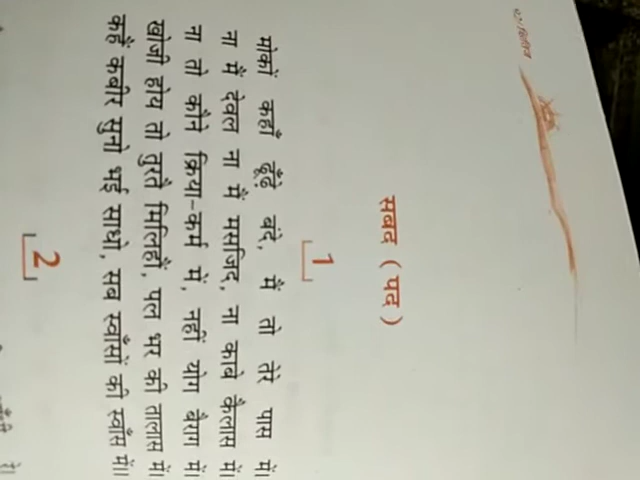 सबद (पद)
1
मोकों कहाँ ढूँढ़े बंदे, मैं तो तेरे पास में।
ना मैं देवल ना मैं मसजिद, ना काबे कैलास में।
ना तो कौने क्रिया-कर्म में, नहीं योग बैराग में।
खोजी होय तो तुरतै मिलिहौं, पल भर की तालास में।
कहैं कबीर सुनो भई साधो, सब स्वाँसों की स्वाँस में॥
2